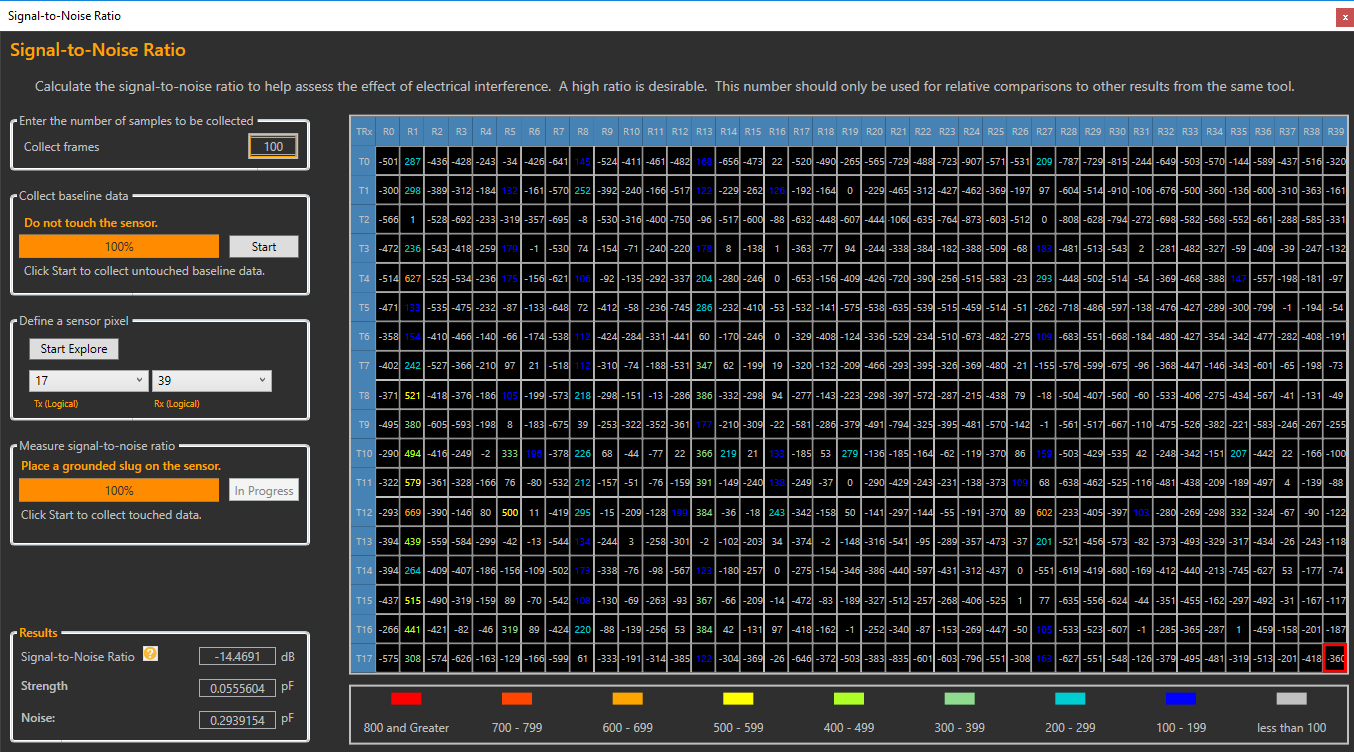 Signal-to-Noise Ratio
x
Signal-to-Noise Ratio
Calculate the signal-to-noise ratio to help assess the effect of electrical interference. A high ratio is desirable. This number should only be used for relative comparisons to other results from the same tool.
Enter the number of samples to be collected
Collect frames 100
Collect baseline data
Do not touch the sensor.
100% Start
Click Start to collect untouched baseline data.
Define a sensor pixel
Start Explore
17 39
Tx (Logical) Rx (Logical)
Measure signal-to-noise ratio
Place a grounded slug on the sensor.
100% In Progress
Click Start to collect touched data.
Results
Signal-to-Noise Ratio ? -14.4691 dB
Strength 0.0555604 pF
Noise: 0.2939154 pF
TRx R0 R1 R2 R3 R4 R5 R6 R7 R8 R9 R10 R11 R12 R13 R14 R15 R16 R17 R18 R19 R20 R21 R22 R23 R24 R25 R26 R27 R28 R29 R30 R31 R32 R33 R34 R35 R36 R37 R38 R39
T0 -501 287 -436 -428 -243 -34 -426 -641 145 -524 -411 -461 -482 168 -656 -473 22 -520 -490 -265 -565 -729 -488 -723 -907 -571 -531 209 -787 -729 -815 -244 -649 -503 -570 -144 -589 -437 -516 -320
T1 -300 298 -389 -312 -184 132 -161 -570 252 -392 -240 -166 -517 122 -229 -262 126 -192 -164 0 -229 -465 -312 -427 -462 -369 -197 97 -604 -514 -910 -106 -676 -500 -360 -136 -600 -310 -363 -161
T2 -566 1 -528 -692 -233 -319 -357 -695 -8 -530 -316 -400 -750 -96 -517 -600 -88 -632 -448 -607 -444 -1060 -635 -764 -873 -603 -512 0 -808 -628 -794 -272 -698 -582 -568 -552 -661 -288 -585 -331
T3 -472 236 -543 -418 -259 179 -1 -530 74 -154 -71 -240 -220 178 8 -138 1 -363 -77 94 -244 -338 -384 -182 -388 -509 -68 183 -481 -513 -543 2 -281 -482 -327 -59 -409 -39 -247 -132
T4 -514 627 -525 -534 -236 175 -156 -621 106 -92 -135 -292 -337 204 -280 -246 0 -653 -156 -409 -426 -720 -390 -256 -515 -583 -23 293 -448 -502 -514 -54 -369 -468 -388 147 -557 -198 -181 -97
T5 -471 133 -535 -475 -232 -87 -133 -648 72 -412 -58 -236 -745 286 -232 -410 -53 -532 -141 -575 -538 -635 -539 -515 -459 -514 -51 -262 -718 -486 -597 -138 -476 -427 -489 -300 -799 -1 -194 -54
T6 -358 154 -410 -466 -140 -66 -174 -538 112 -424 -284 -331 -441 60 -170 -246 0 -329 -408 -124 -336 -529 -234 -510 -673 -482 -275 109 -683 -551 -668 -184 -480 -427 -354 -342 -477 -282 -408 -191
T7 -402 242 -527 -366 -210 97 21 -518 112 -310 -74 -188 -531 347 62 -199 19 -320 -132 -209 -466 -293 -395 -326 -369 -480 -21 -155 -576 -599 -675 -96 -368 -447 -146 -343 -601 -65 -198 -73
T8 -371 521 -418 -376 -186 105 -199 -573 218 -298 -151 -13 -286 386 -332 -298 94 -277 -143 -223 -298 -397 -572 -287 -215 -438 79 -18 -504 -407 -560 -60 -533 -406 -275 -434 -567 -41 -131 -49
T9 -495 380 -605 -593 -198 8 -183 -675 39 -253 -322 -352 -361 177 -210 -309 -22 -581 -286 -379 -491 -794 -325 -395 -481 -570 -142 -1 -561 -517 -667 -110 -475 -526 -382 -221 -583 -246 -267 -255
T10 -290 494 -416 -249 -2 333 196 -378 226 68 -44 -77 22 366 219 21 135 -185 53 279 -136 -185 -164 -62 -119 -370 86 159 -503 -429 -535 42 -248 -342 -151 207 -442 22 -166 -100
T11 -322 579 -361 -328 -166 76 -80 -532 212 -157 -51 -76 -159 391 -149 -240 139 -249 -37 0 -290 -429 -243 -231 -138 -373 109 68 -638 -462 -525 -116 -481 -438 -209 -189 -497 4 -139 -88
T12 -293 669 -390 -146 80 500 11 -419 295 -15 -209 -128 199 384 -36 -18 243 -342 -158 50 -141 -297 -144 -55 -191 -370 89 602 -233 -405 -397 103 -280 -269 -298 332 -324 -67 -90 -122
T13 -394 439 -559 -584 -299 -42 -13 -544 134 -244 3 -258 -301 -2 -102 -203 34 -374 -2 -148 -316 -541 -95 -289 -357 -473 -37 201 -521 -456 -573 -82 -373 -493 -329 -317 -434 -26 -243 -118
T14 -394 264 -409 -407 -186 -156 -109 -502 173 -338 -76 -98 -567 123 -180 -257 0 -275 -154 -346 -386 -440 -597 -431 -312 -437 0 -551 -619 -419 -680 -169 -412 -440 -213 -745 -627 53 -177 -74
T15 -437 515 -490 -319 -159 89 -70 -542 108 -130 -69 -263 -93 367 -66 -209 -14 -472 -83 -189 -327 -512 -257 -268 -406 -525 1 77 -635 -556 -624 -44 -351 -455 -162 -297 -492 -31 -167 -117
T16 -266 441 -421 -82 -46 319 89 -424 220 -88 -139 -256 53 384 42 -131 97 -418 -162 -1 -252 -340 -87 -153 -269 -447 -50 105 -533 -523 -607 -1 -285 -365 -287 1 -459 -158 -201 -187
T17 -575 308 -574 -626 -163 -129 -166 -599 61 -333 -191 -314 -385 122 -304 -369 -26 -646 -372 -503 -383 -835 -601 -603 -796 -551 -308 163 -627 -551 -548 -126 -379 -495 -481 -319 -513 -201 -418 -360
800 and Greater 700 - 799 600 - 699 500 - 599 400 - 499 300 - 399 200 - 299 100 - 199 less than 100